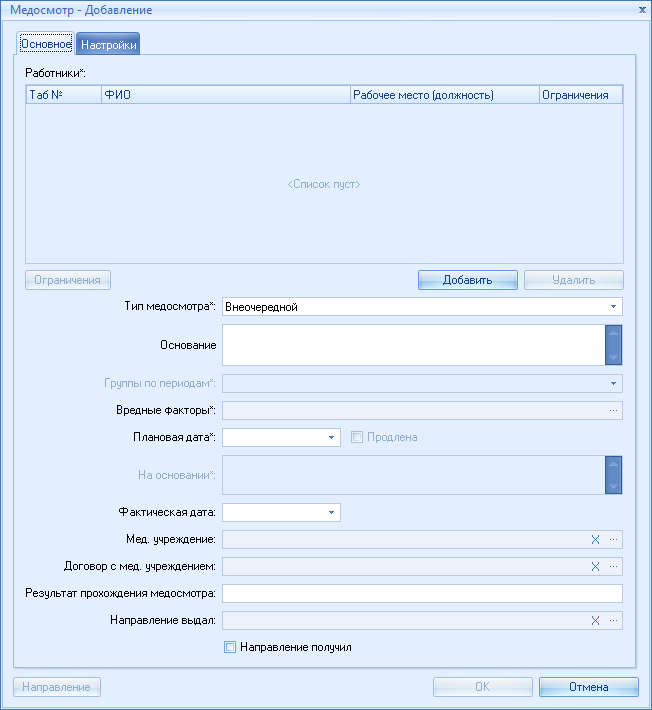 Медосмотр - Добавление x
Основное Настройки
Работники*:
Таб № ФИО Рабочее место (должность) Ограничения
<Список пуст>
Ограничения Добавить Удалить
Тип медосмотра*: Внеочередной
Основание
Группы по периодам*:
Вредные факторы*: ...
Плановая дата*: Продлена
На основании*:
Фактическая дата:
Мед. учреждение: X ...
Договор с мед. учреждением: X ...
Результат прохождения медосмотра:
Направление выдал: X ...
Направление получил
Направление OK Отмена